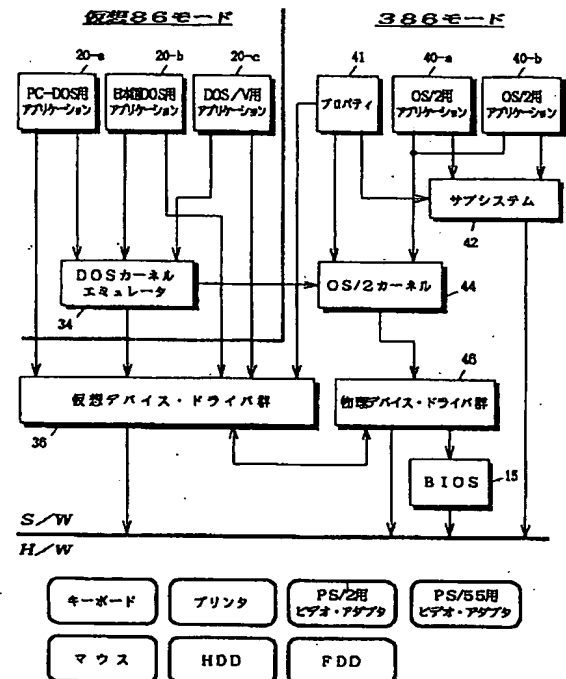 仮想86モード
386モード
20-a
20-b
20-c
41
40-a
40-b
PC-DOS用
アプリケーション
日本語DOS用
アプリケーション
DOS/V用
アプリケーション
プロパティ
OS/2用
アプリケーション
OS/2用
アプリケーション
サブシステム
42
DOSカーネル
エミュレータ
34
OS/2カーネル
44
46
仮想デバイス・ドライバ群
36
物理デバイス・ドライバ群
BIOS
15
S/W
H/W
キーボード
プリンタ
PS/2用
ビデオ・アダプタ
PS/55用
ビデオ・アダプタ
マウス
HDD
FDD